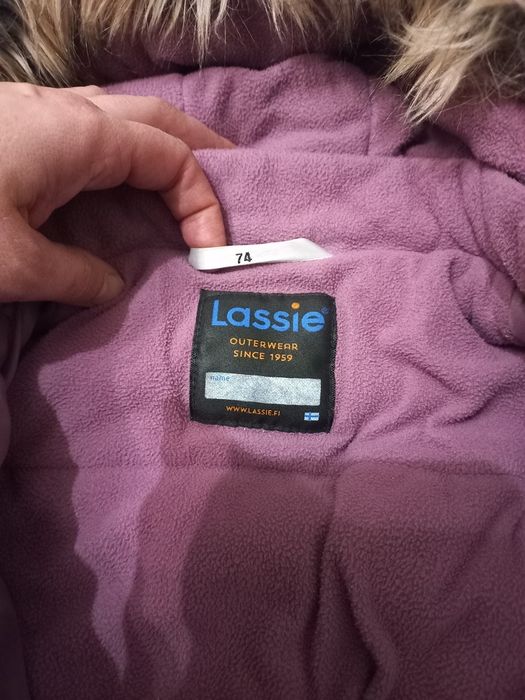 74
Lassie®
OUTERWEAR
SINCE 1959
name
WWW.LASSIE.FI